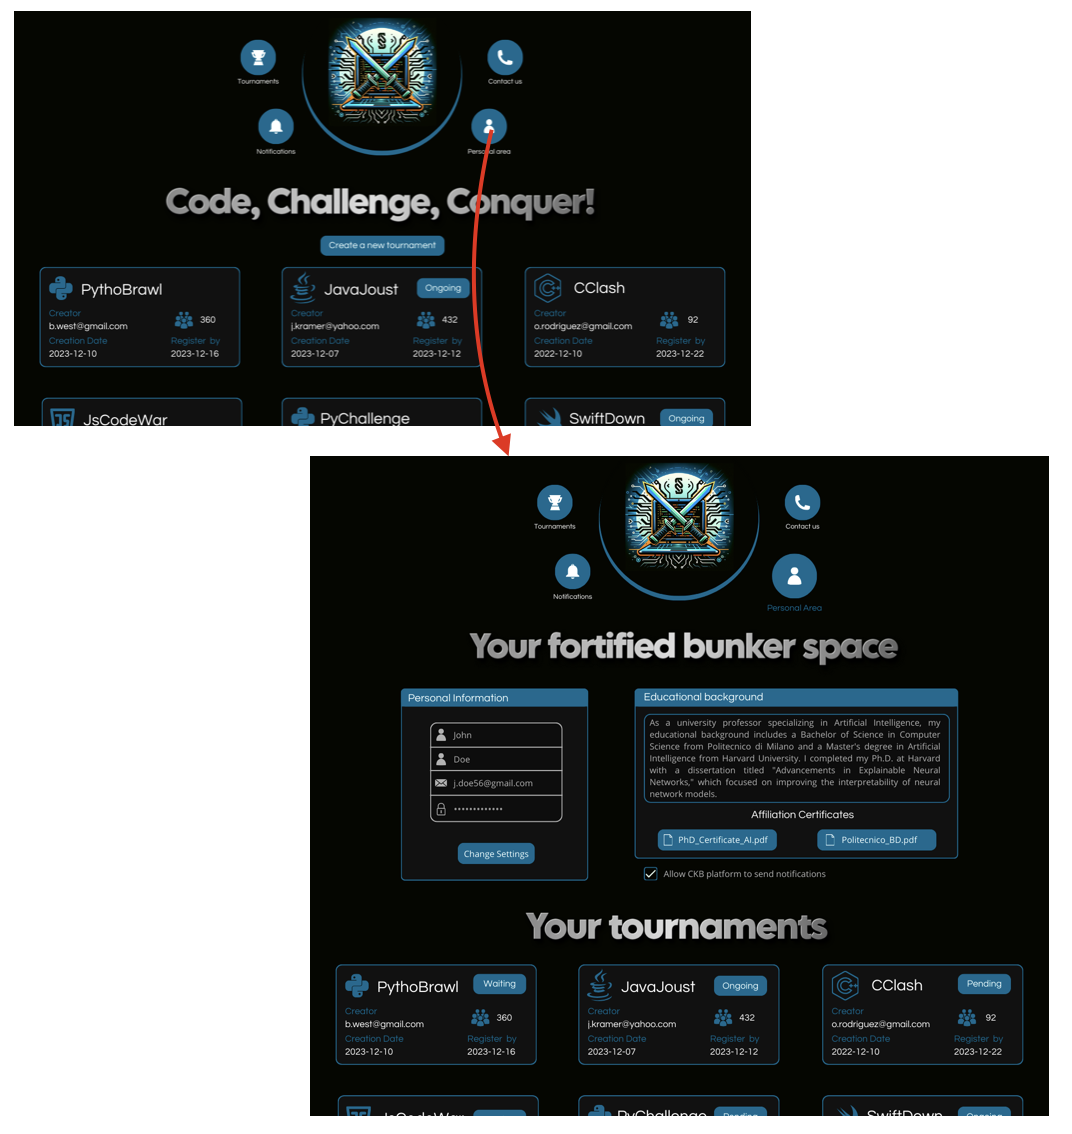 Tournaments
Contact us
Notifications
Personal area
Code, Challenge, Conquer!
Create a new tournament
PythoBrawl
Creator
b.west@gmail.com
360
Creation Date
Register by
2023-12-10
2023-12-16
JavaJoust
Ongoing
Creator
j.kramer@yahoo.com
432
Creation Date
Register by
2023-12-07
2023-12-12
CClash
Creator
o.rodriguez@gmail.com
92
Creation Date
Register by
2022-12-10
2023-12-22
JsCodeWar
PyChallenge
SwiftDown
Ongoing
Tournaments
Contact us
Notifications
Personal Area
Your fortified bunker space
Personal Information
John
Doe
j.doe56@gmail.com
Change Settings
Educational background
As a university professor specializing in Artificial Intelligence, my
educational background includes a Bachelor of Science in Computer
Science from Politecnico di Milano and a Master's degree in Artificial
Intelligence from Harvard University. I completed my Ph.D. at Harvard
with a dissertation titled "Advancements in Explainable Neural
Networks," which focused on improving the interpretability of neural
network models.
Affiliation Certificates
PhD_Certificate_AI.pdf
Politecnico_BD.pdf
Allow CKB platform to send notifications
Your tournaments
PythoBrawl
Waiting
Creator
b.west@gmail.com
360
Creation Date
Register by
2023-12-10
2023-12-16
JavaJoust
Ongoing
Creator
j.kramer@yahoo.com
432
Creation Date
Register by
2023-12-07
2023-12-12
CClash
Pending
Creator
o.rodriguez@gmail.com
92
Creation Date
Register by
2022-12-10
2023-12-22
JsCodeWar
PyChallenge
Pending
SwiftDown
Ongoing